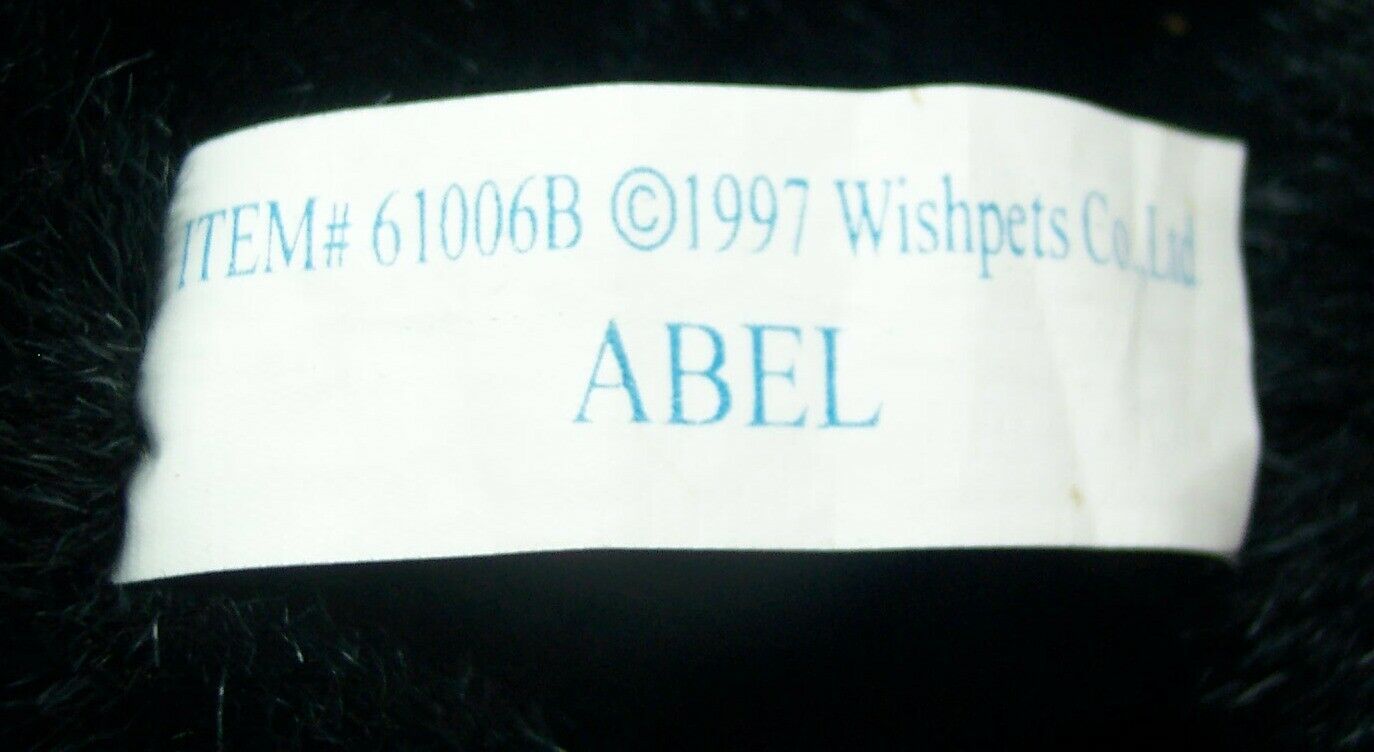 ITEM# 61006B ©1997 Wishpets Co.,Ltd
ABEL